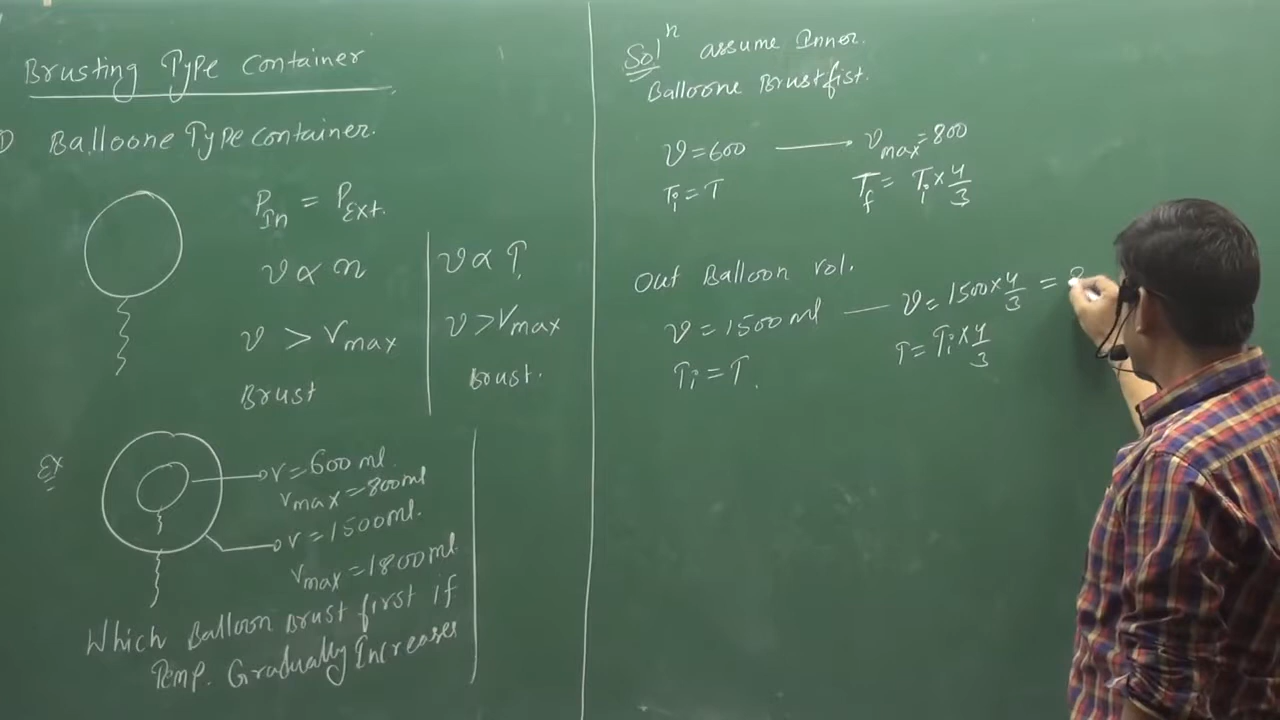 Brusting Type Container
① Balloone Type container.
P_In = P_Ext.
v ∝ n
v ∝ T.
v > v_max
v > v_max
Brust
Brust.
Ex
v = 600 ml.
v_max = 800 ml
v = 1500 ml.
v_max = 1800 ml
Which Balloon Brust first if
Temp. Gradually Increases
Solⁿ assume Inner.
Balloone Brust fist.
v = 600 ⟶ v_max = 800
T_i = T T_f = T_i × 4/3
Out Balloon vol.
v = 1500 ml — v = 1500 × 4/3 =
T_i = T. T = T_i × 4/3